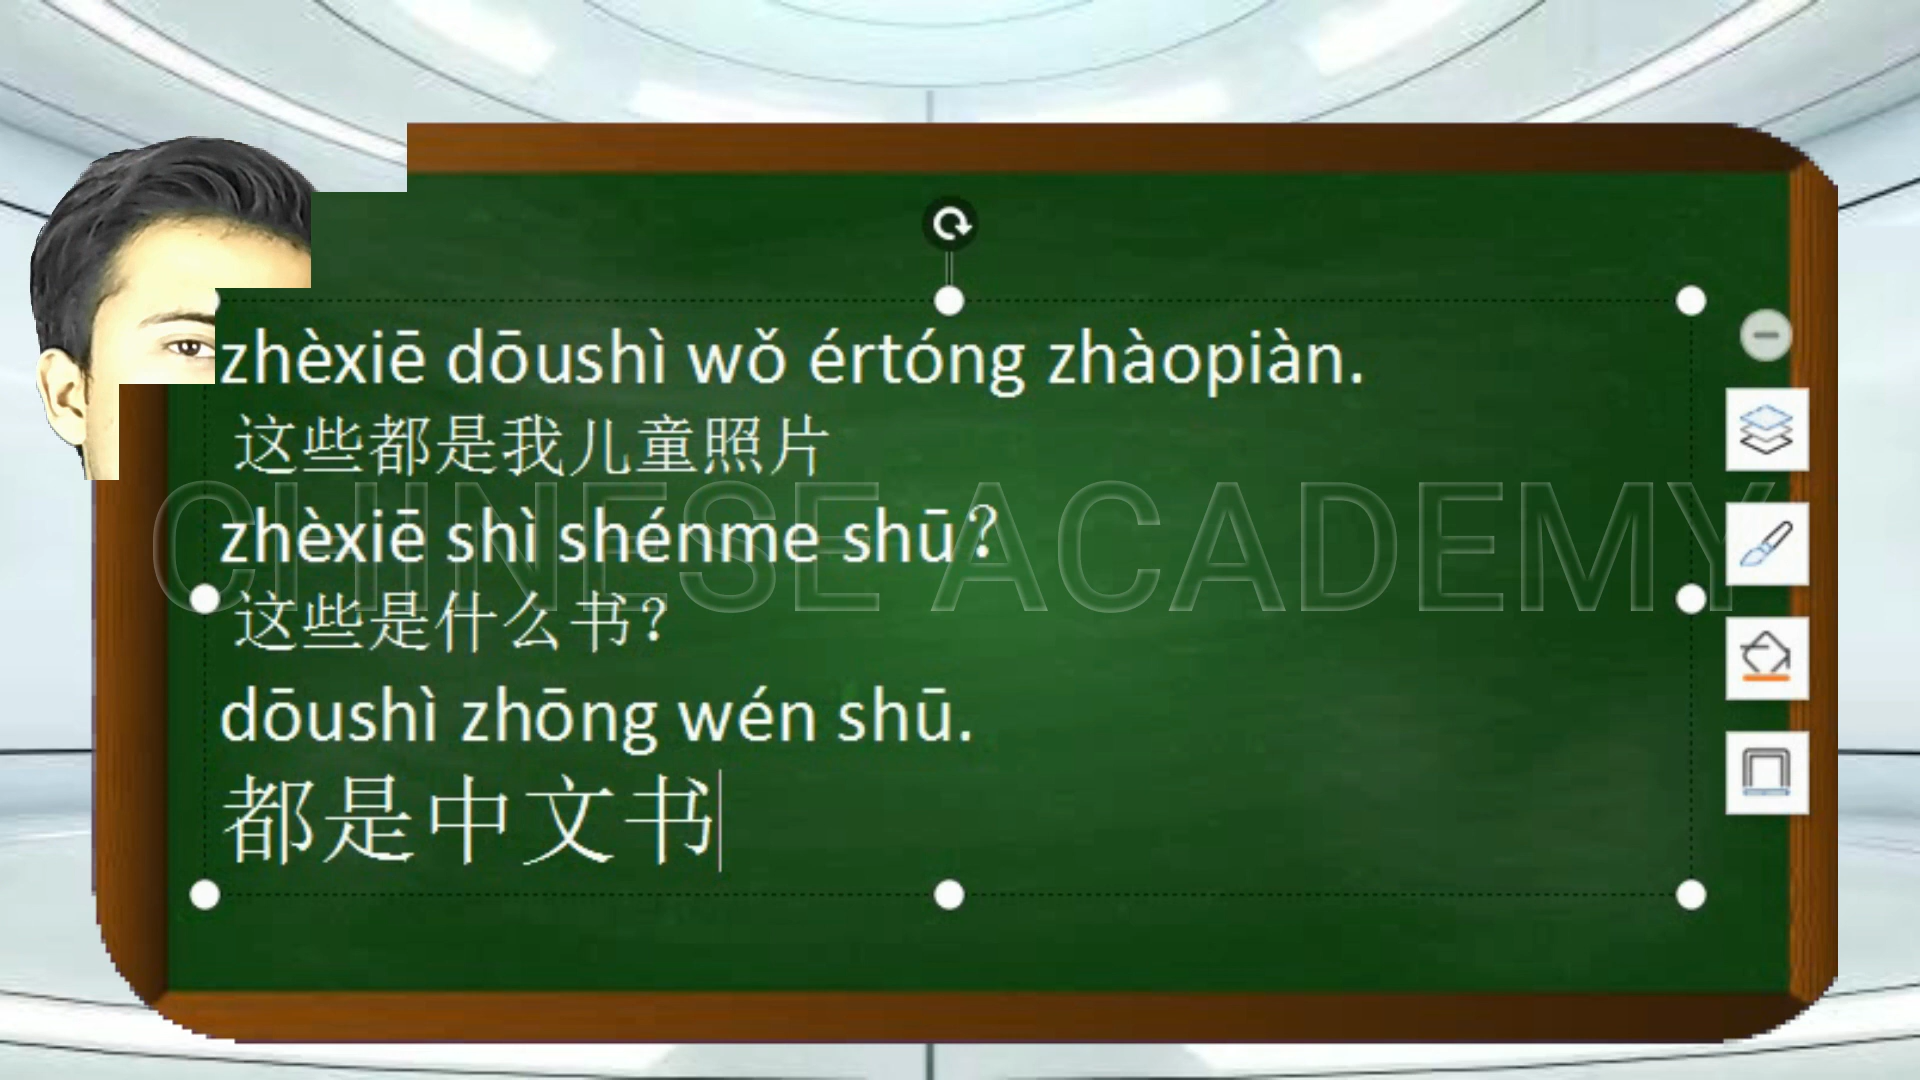 zhèxiē dōushì wǒ értóng zhàopiàn.
这些都是我儿童照片
zhèxiē shì shénme shū？
这些是什么书？
dōushì zhōng wén shū.
都是中文书
CHINESE ACADEMY